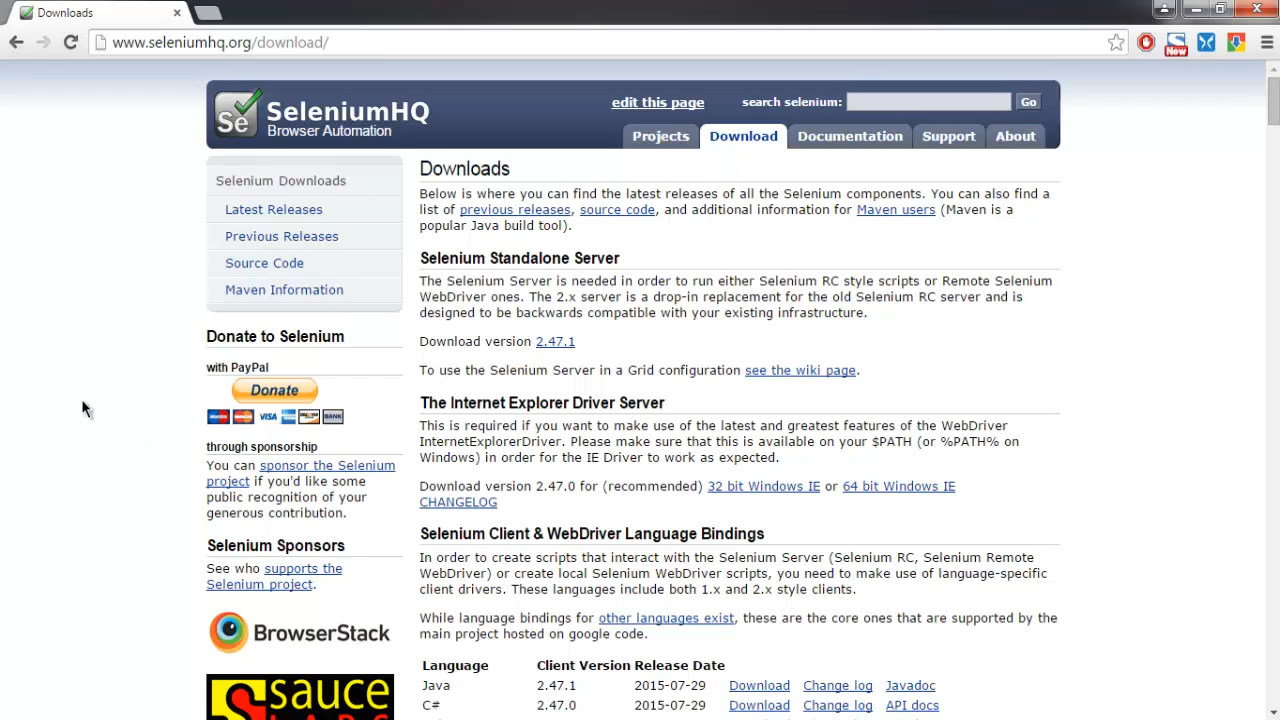 Downloads
www.seleniumhq.org/download/
New
Se
SeleniumHQ
Browser Automation
edit this page
search selenium:
Go
Projects
Download
Documentation
Support
About
Selenium Downloads
Latest Releases
Previous Releases
Source Code
Maven Information
Donate to Selenium
with PayPal
Donate
VISA
BANK
through sponsorship
You can sponsor the Selenium
project if you'd like some
public recognition of your
generous contribution.
Selenium Sponsors
See who supports the
Selenium project.
BrowserStack
sauce
LABS
Downloads
Below is where you can find the latest releases of all the Selenium components. You can also find a
list of previous releases, source code, and additional information for Maven users (Maven is a
popular Java build tool).
Selenium Standalone Server
The Selenium Server is needed in order to run either Selenium RC style scripts or Remote Selenium
WebDriver ones. The 2.x server is a drop-in replacement for the old Selenium RC server and is
designed to be backwards compatible with your existing infrastructure.
Download version 2.47.1
To use the Selenium Server in a Grid configuration see the wiki page.
The Internet Explorer Driver Server
This is required if you want to make use of the latest and greatest features of the WebDriver
InternetExplorerDriver. Please make sure that this is available on your $PATH (or %PATH% on
Windows) in order for the IE Driver to work as expected.
Download version 2.47.0 for (recommended) 32 bit Windows IE or 64 bit Windows IE
CHANGELOG
Selenium Client & WebDriver Language Bindings
In order to create scripts that interact with the Selenium Server (Selenium RC, Selenium Remote
WebDriver) or create local Selenium WebDriver scripts, you need to make use of language-specific
client drivers. These languages include both 1.x and 2.x style clients.
While language bindings for other languages exist, these are the core ones that are supported by the
main project hosted on google code.
Language Client Version Release Date
Java 2.47.1 2015-07-29 Download Change log Javadoc
C# 2.47.0 2015-07-29 Download Change log API docs